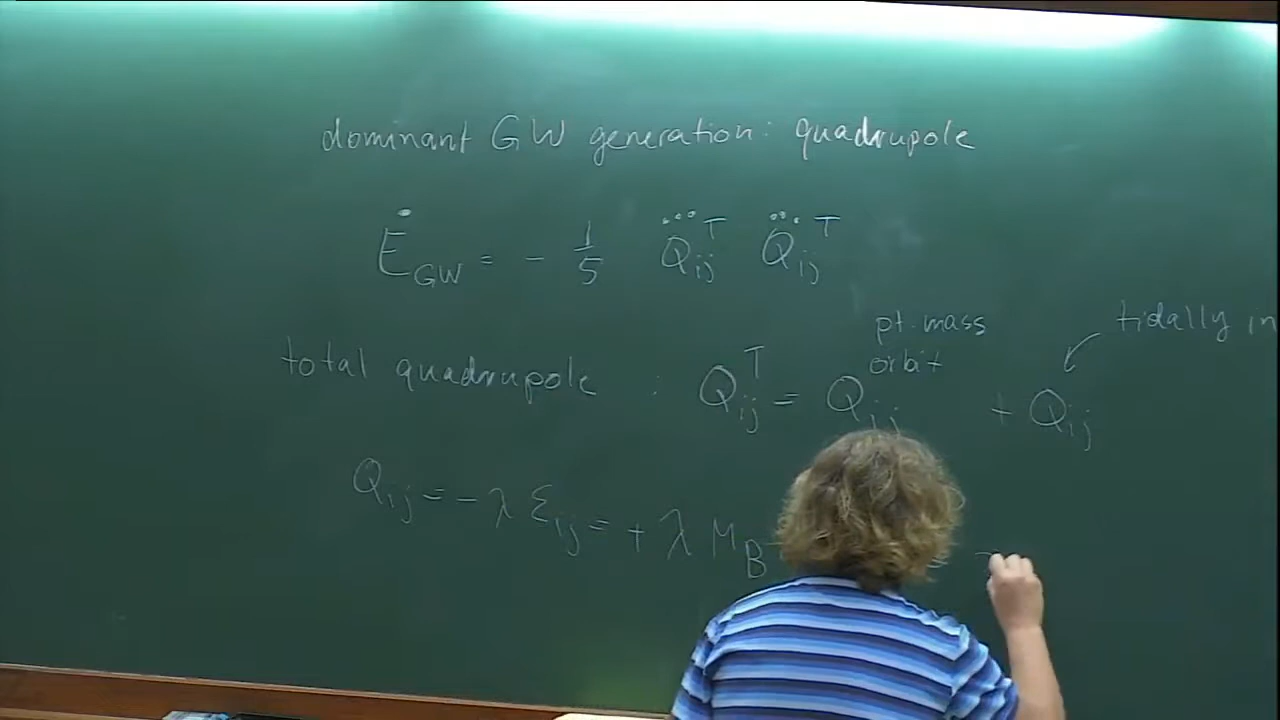 dominant GW generation: quadrupole
Ė_GW = - 1/5 Q⃛_ij^T Q⃛_ij^T
total quadrupole : Q_ij^T = Q_ij^{pt. mass orbit} + Q_ij tidally in
Q_ij = - λ ε_ij = + λ M_B